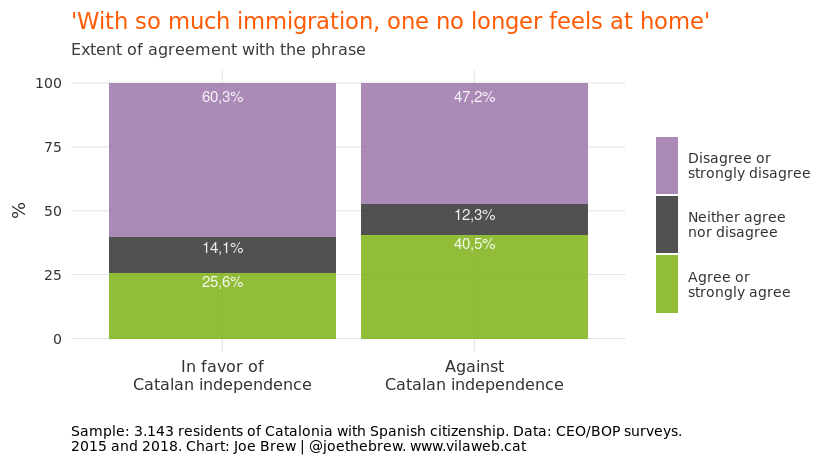 'With so much immigration, one no longer feels at home'
Extent of agreement with the phrase
%
100
75
50
25
0
60,3%
14,1%
25,6%
47,2%
12,3%
40,5%
In favor of
Catalan independence
Against
Catalan independence
Disagree or
strongly disagree
Neither agree
nor disagree
Agree or
strongly agree
Sample: 3.143 residents of Catalonia with Spanish citizenship. Data: CEO/BOP surveys.
2015 and 2018. Chart: Joe Brew | @joethebrew. www.vilaweb.cat